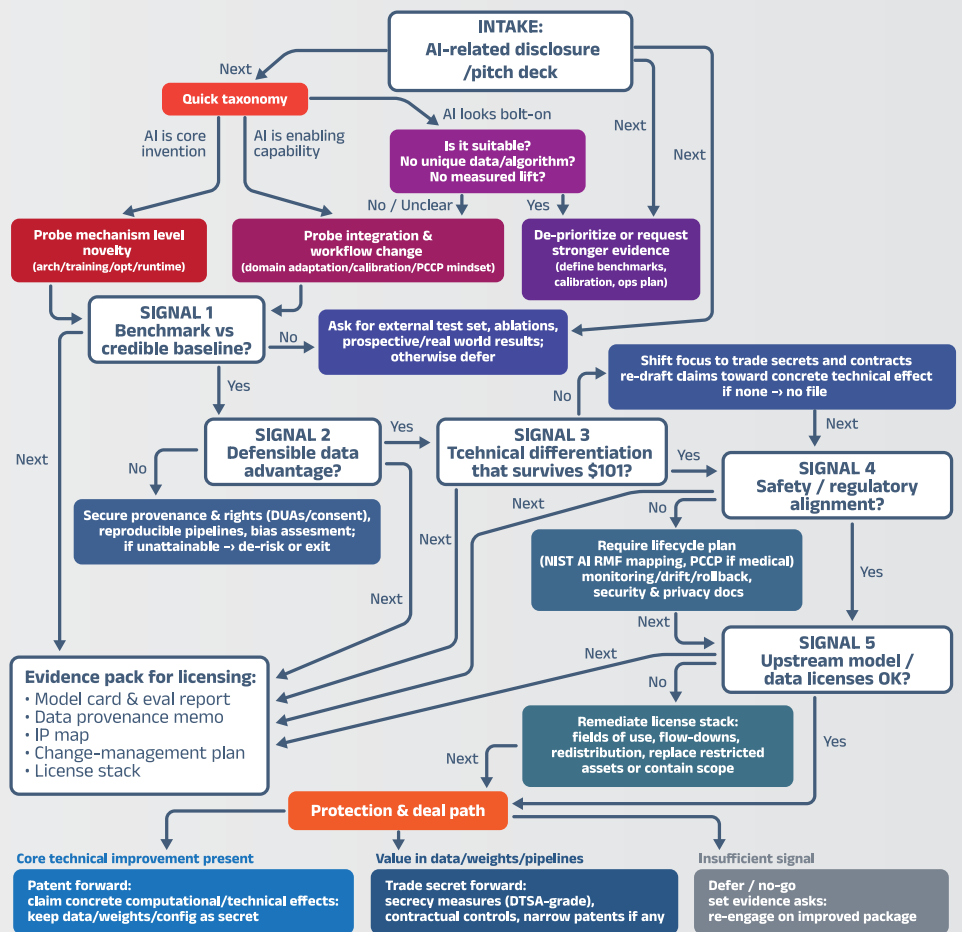 INTAKE:
AI-related disclosure
/pitch deck
Next
Quick taxonomy
AI looks bolt-on
Next
Next
AI is core
invention
AI is enabling
capability
Is it suitable?
No unique data/algorithm?
No measured lift?
No / Unclear
Yes
Probe mechanism level
novelty
(arch/training/opt/runtime)
Probe integration &
workflow change
(domain adaptation/calibration/PCCP mindset)
De-prioritize or request
stronger evidence
(define benchmarks,
calibration, ops plan)
SIGNAL 1
Benchmark vs
credible baseline?
No
Ask for external test set, ablations,
prospective/real world results;
otherwise defer
Shift focus to trade secrets and contracts
re-draft claims toward concrete technical effect
if none -> no file
Yes
No
Next
Next
SIGNAL 2
Defensible data
advantage?
Yes
SIGNAL 3
Tcehnical differentiation
that survives $101?
Yes
SIGNAL 4
Safety / regulatory
alignment?
No
Secure provenance & rights (DUAs/consent),
reproducible pipelines, bias assesment;
if unattainable -> de-risk or exit
Next
Next
No
Require lifecycle plan
(NIST AI RMF mapping, PCCP if medical)
monitoring/drift/rollback,
security & privacy docs
Yes
Next
Next
Next
SIGNAL 5
Upstream model /
data licenses OK?
Evidence pack for licensing:
• Model card & eval report
• Data provenance memo
• IP map
• Change-management plan
• License stack
No
Remediate license stack:
fields of use, flow-downs,
redistribution, replace restricted
assets or contain scope
Yes
Next
Protection & deal path
Core technical improvement present
Patent forward:
claim concrete computational/technical effects:
keep data/weights/config as secret
Value in data/weights/pipelines
Trade secret forward:
secrecy measures (DTSA-grade),
contractual controls, narrow patents if any
Insufficient signal
Defer / no-go
set evidence asks:
re-engage on improved package